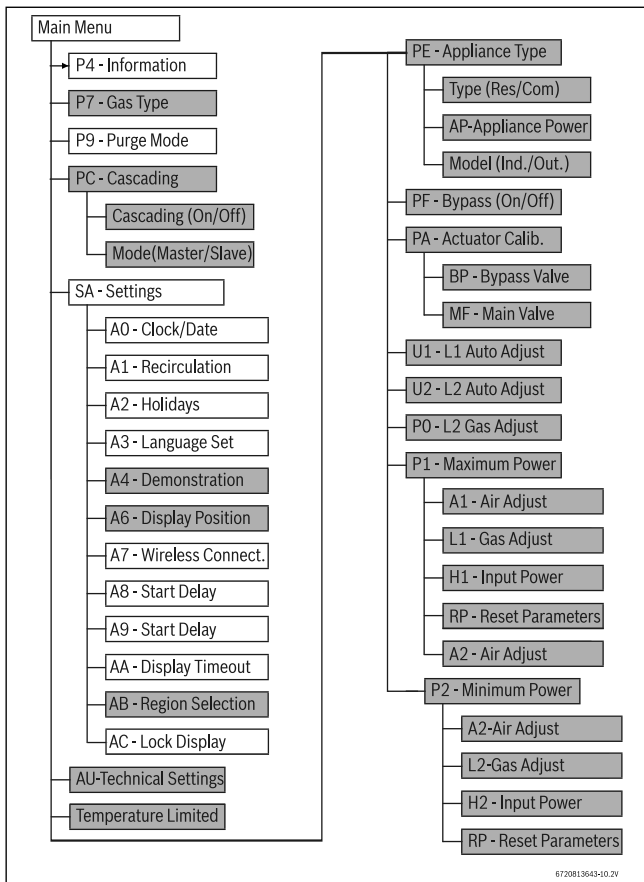 Main Menu
P4 - Information
P7 - Gas Type
P9 - Purge Mode
PC - Cascading
Cascading (On/Off)
Mode(Master/Slave)
SA - Settings
A0 - Clock/Date
A1 - Recirculation
A2 - Holidays
A3 - Language Set
A4 - Demonstration
A6 - Display Position
A7 - Wireless Connect.
A8 - Start Delay
A9 - Start Delay
AA - Display Timeout
AB - Region Selection
AC - Lock Display
AU-Technical Settings
Temperature Limited
PE - Appliance Type
Type (Res/Com)
AP-Appliance Power
Model (Ind./Out.)
PF - Bypass (On/Off)
PA - Actuator Calib.
BP - Bypass Valve
MF - Main Valve
U1 - L1 Auto Adjust
U2 - L2 Auto Adjust
P0 - L2 Gas Adjust
P1 - Maximum Power
A1 - Air Adjust
L1 - Gas Adjust
H1 - Input Power
RP - Reset Parameters
A2 - Air Adjust
P2 - Minimum Power
A2-Air Adjust
L2-Gas Adjust
H2 - Input Power
RP - Reset Parameters
6720813643-10.2V